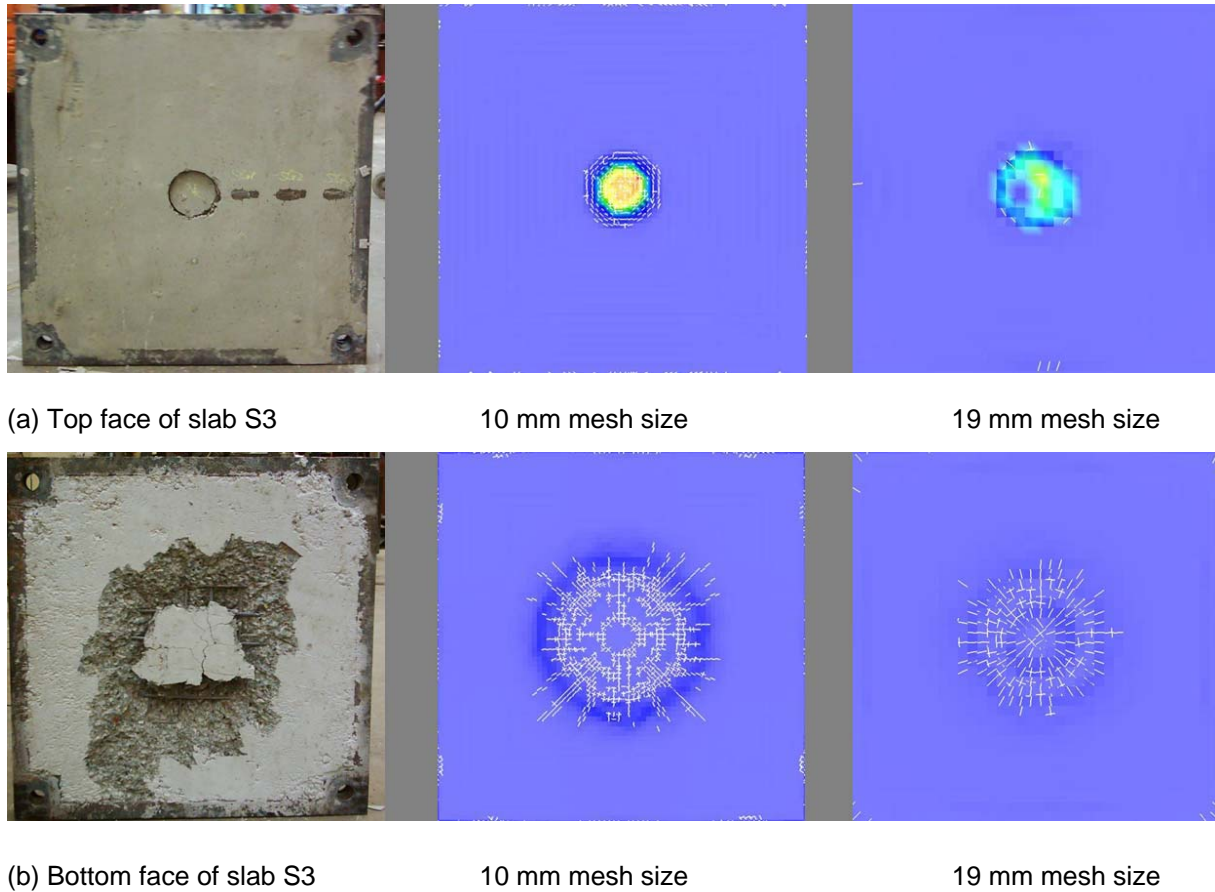 (a) Top face of slab S3 10 mm mesh size 19 mm mesh size
(b) Bottom face of slab S3 10 mm mesh size 19 mm mesh size